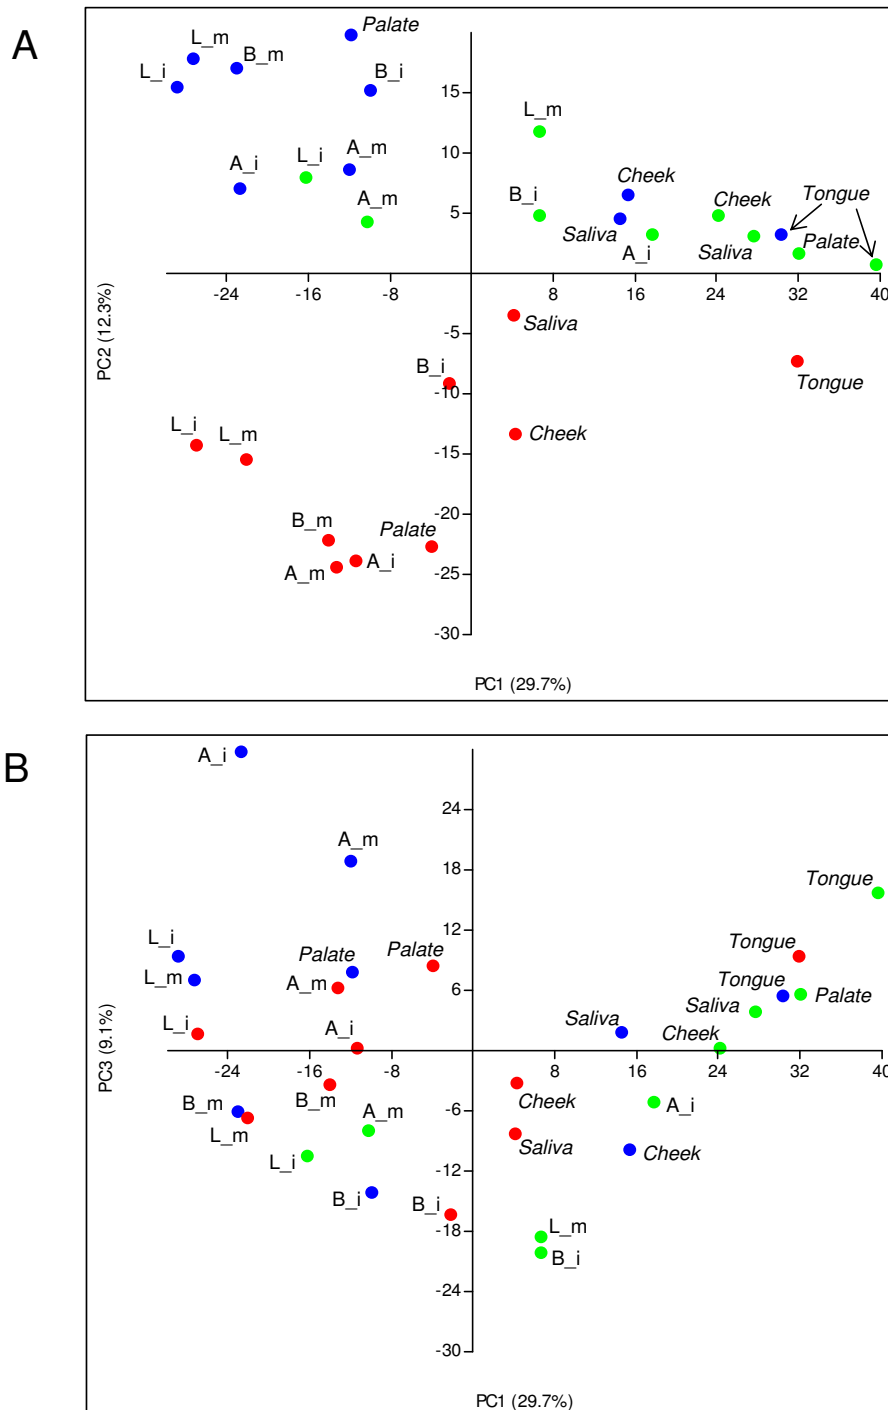 A
Palate
L_m
B_m
L_i
B_i
15
L_m
10
A_i
L_i
A_m
Cheek
Cheek
Tongue
A_m
B_i
5
Saliva
A_i
Saliva
Palate
-24
-16
-8
8
16
24
32
40
PC2 (12.3%)
-5
Saliva
B_i
-10
Tongue
L_i
L_m
Cheek
-15
-20
B_m
Palate
A_m
A_i
-25
-30
PC1 (29.7%)
B
A_i
24
A_m
18
Tongue
L_i
Palate
Palate
Tongue
L_m
A_m
Tongue
6
Saliva
Palate
L_i
A_i
Saliva
Cheek
PC3 (9.1%)
-24
-16
-8
8
16
24
32
40
B_m
B_m
A_m
-6
Cheek
A_i
L_m
L_i
Saliva
Cheek
-12
B_i
B_i
-18
L_m
B_i
-24
-30
PC1 (29.7%)
12